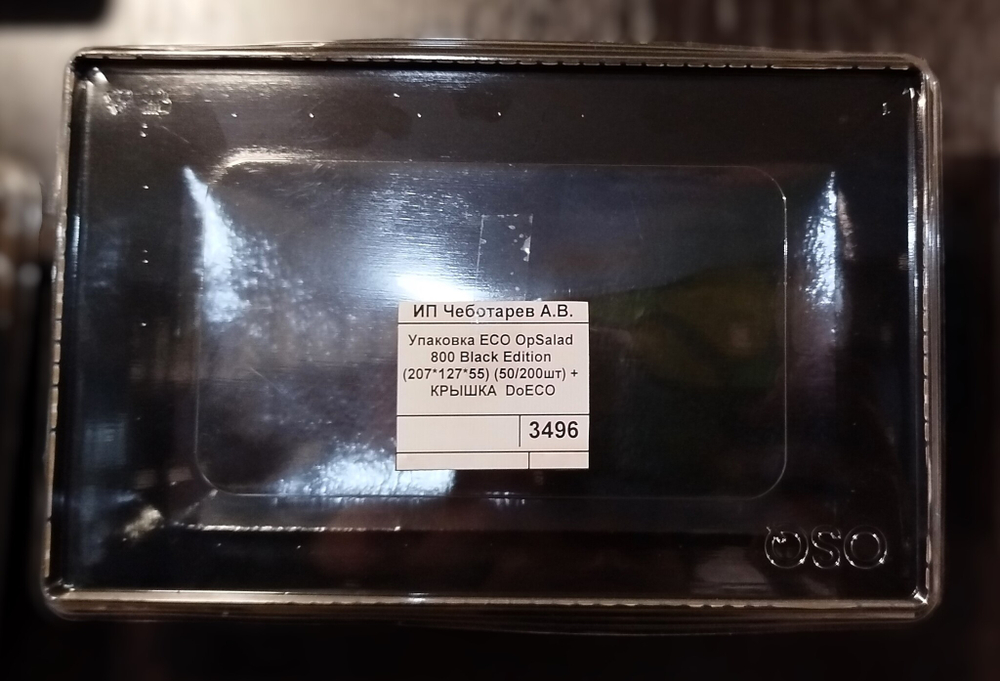 ИП Чеботарев А.В.
Упаковка ECO OpSalad
800 Black Edition
(207*127*55) (50/200шт) +
КРЫШКА DoECO
3496
OSO